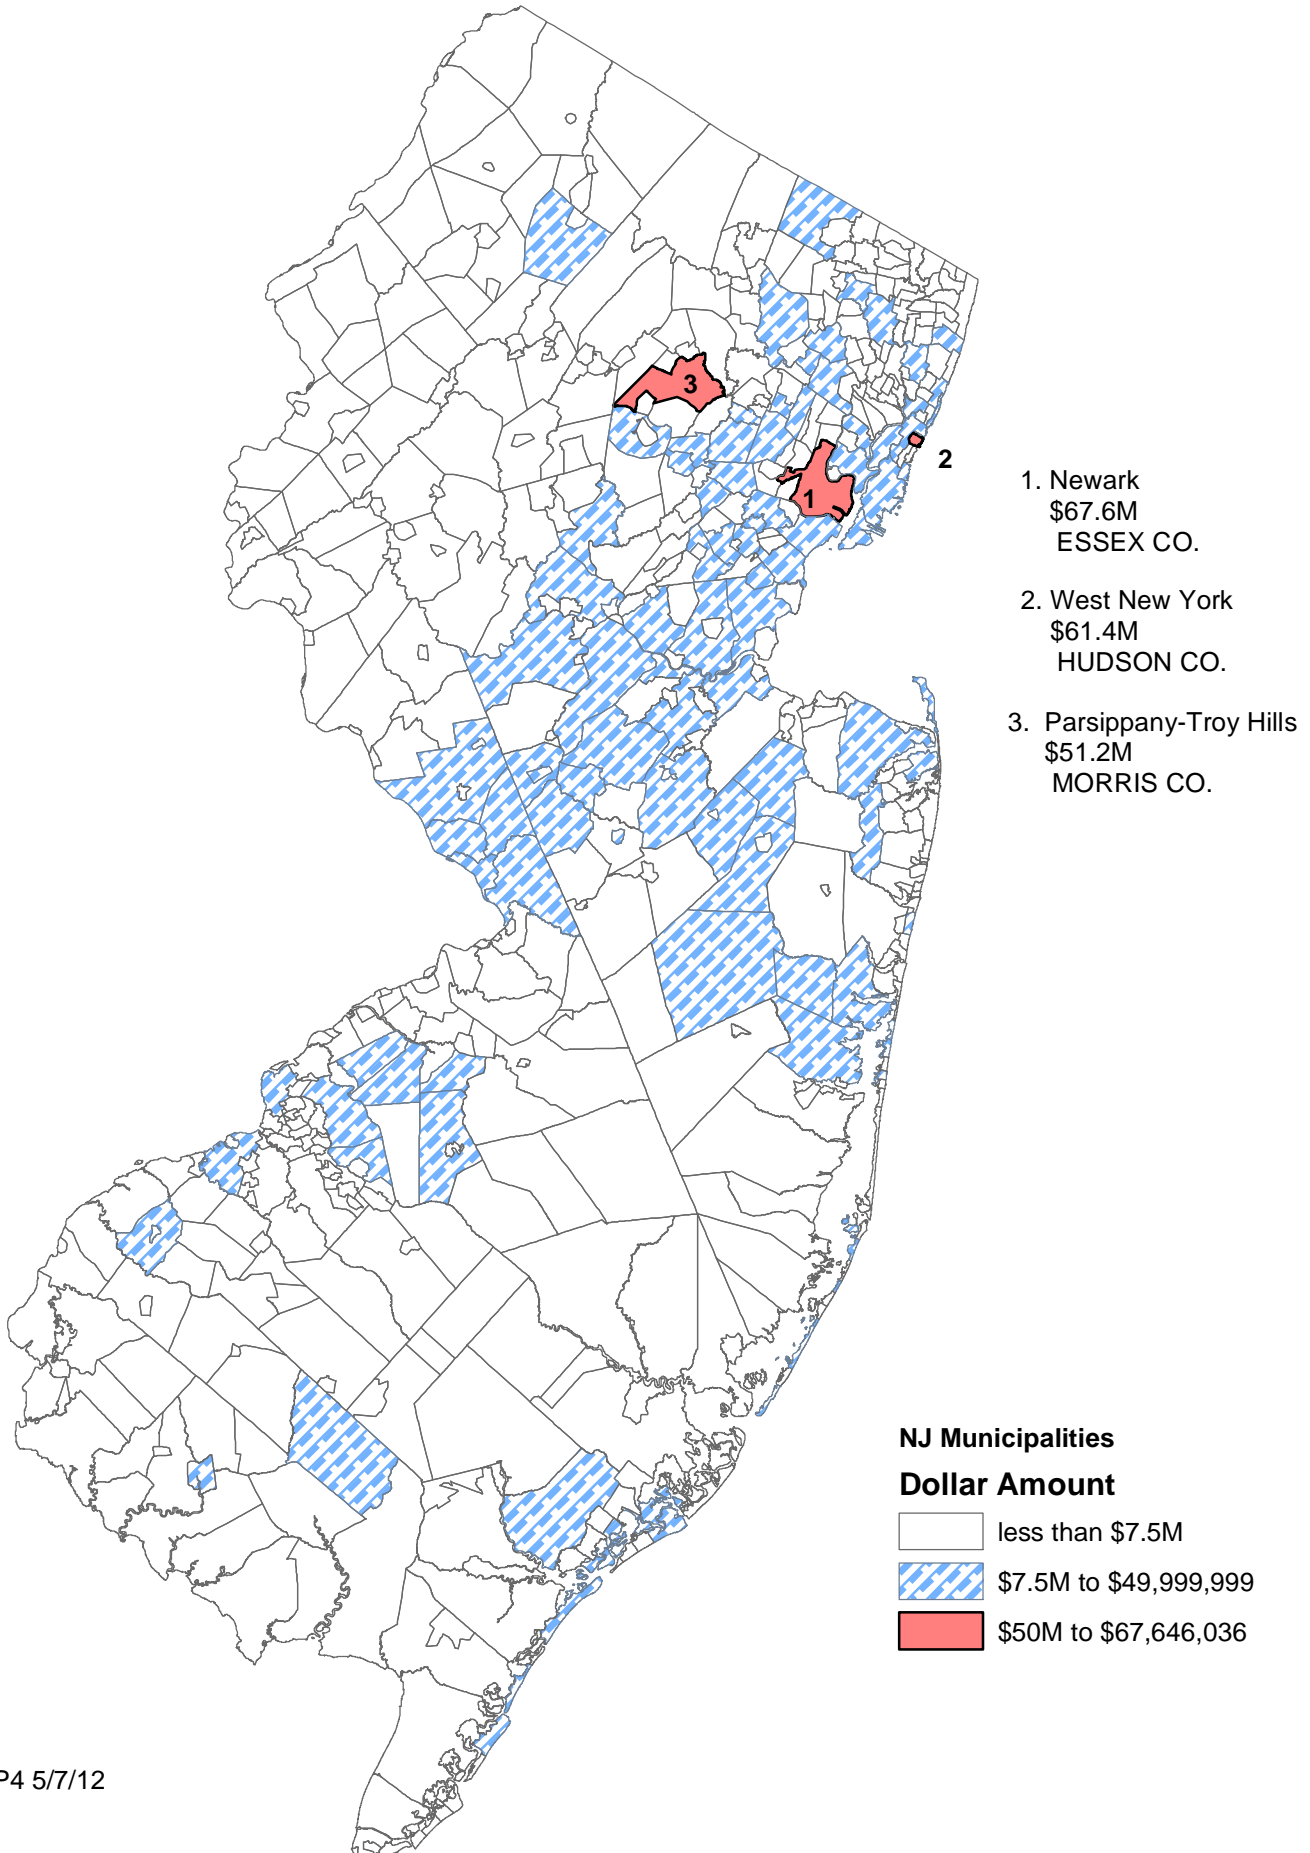 3
2
1
1. Newark
$67.6M
ESSEX CO.
2. West New York
$61.4M
HUDSON CO.
3. Parsippany-Troy Hills
$51.2M
MORRIS CO.
NJ Municipalities
Dollar Amount
less than $7.5M
$7.5M to $49,999,999
$50M to $67,646,036
P4 5/7/12